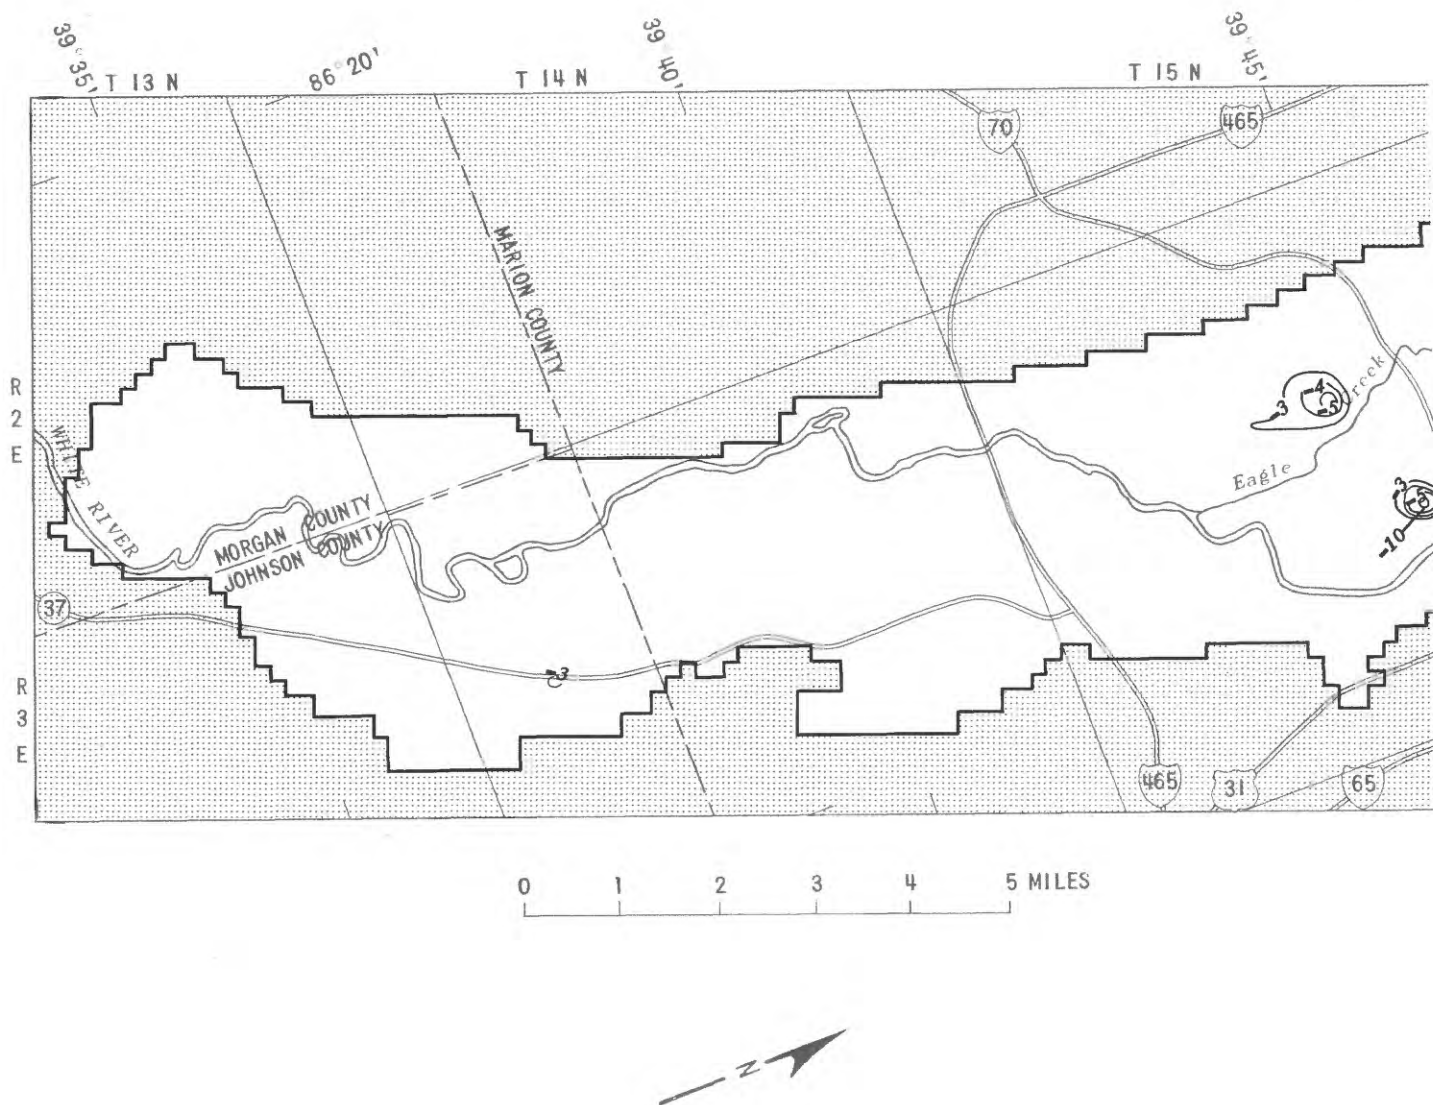 39°35'
T 13 N
86°20'
T 14 N
39°40'
T 15 N
39°45'
70
465
MARION COUNTY
R
2
E
-3
-4
-5
Eagle Creek
WHITE RIVER
-3
-5
-10
MORGAN COUNTY
JOHNSON COUNTY
37
-3
R
3
E
465
31
65
0 1 2 3 4 5 MILES
N